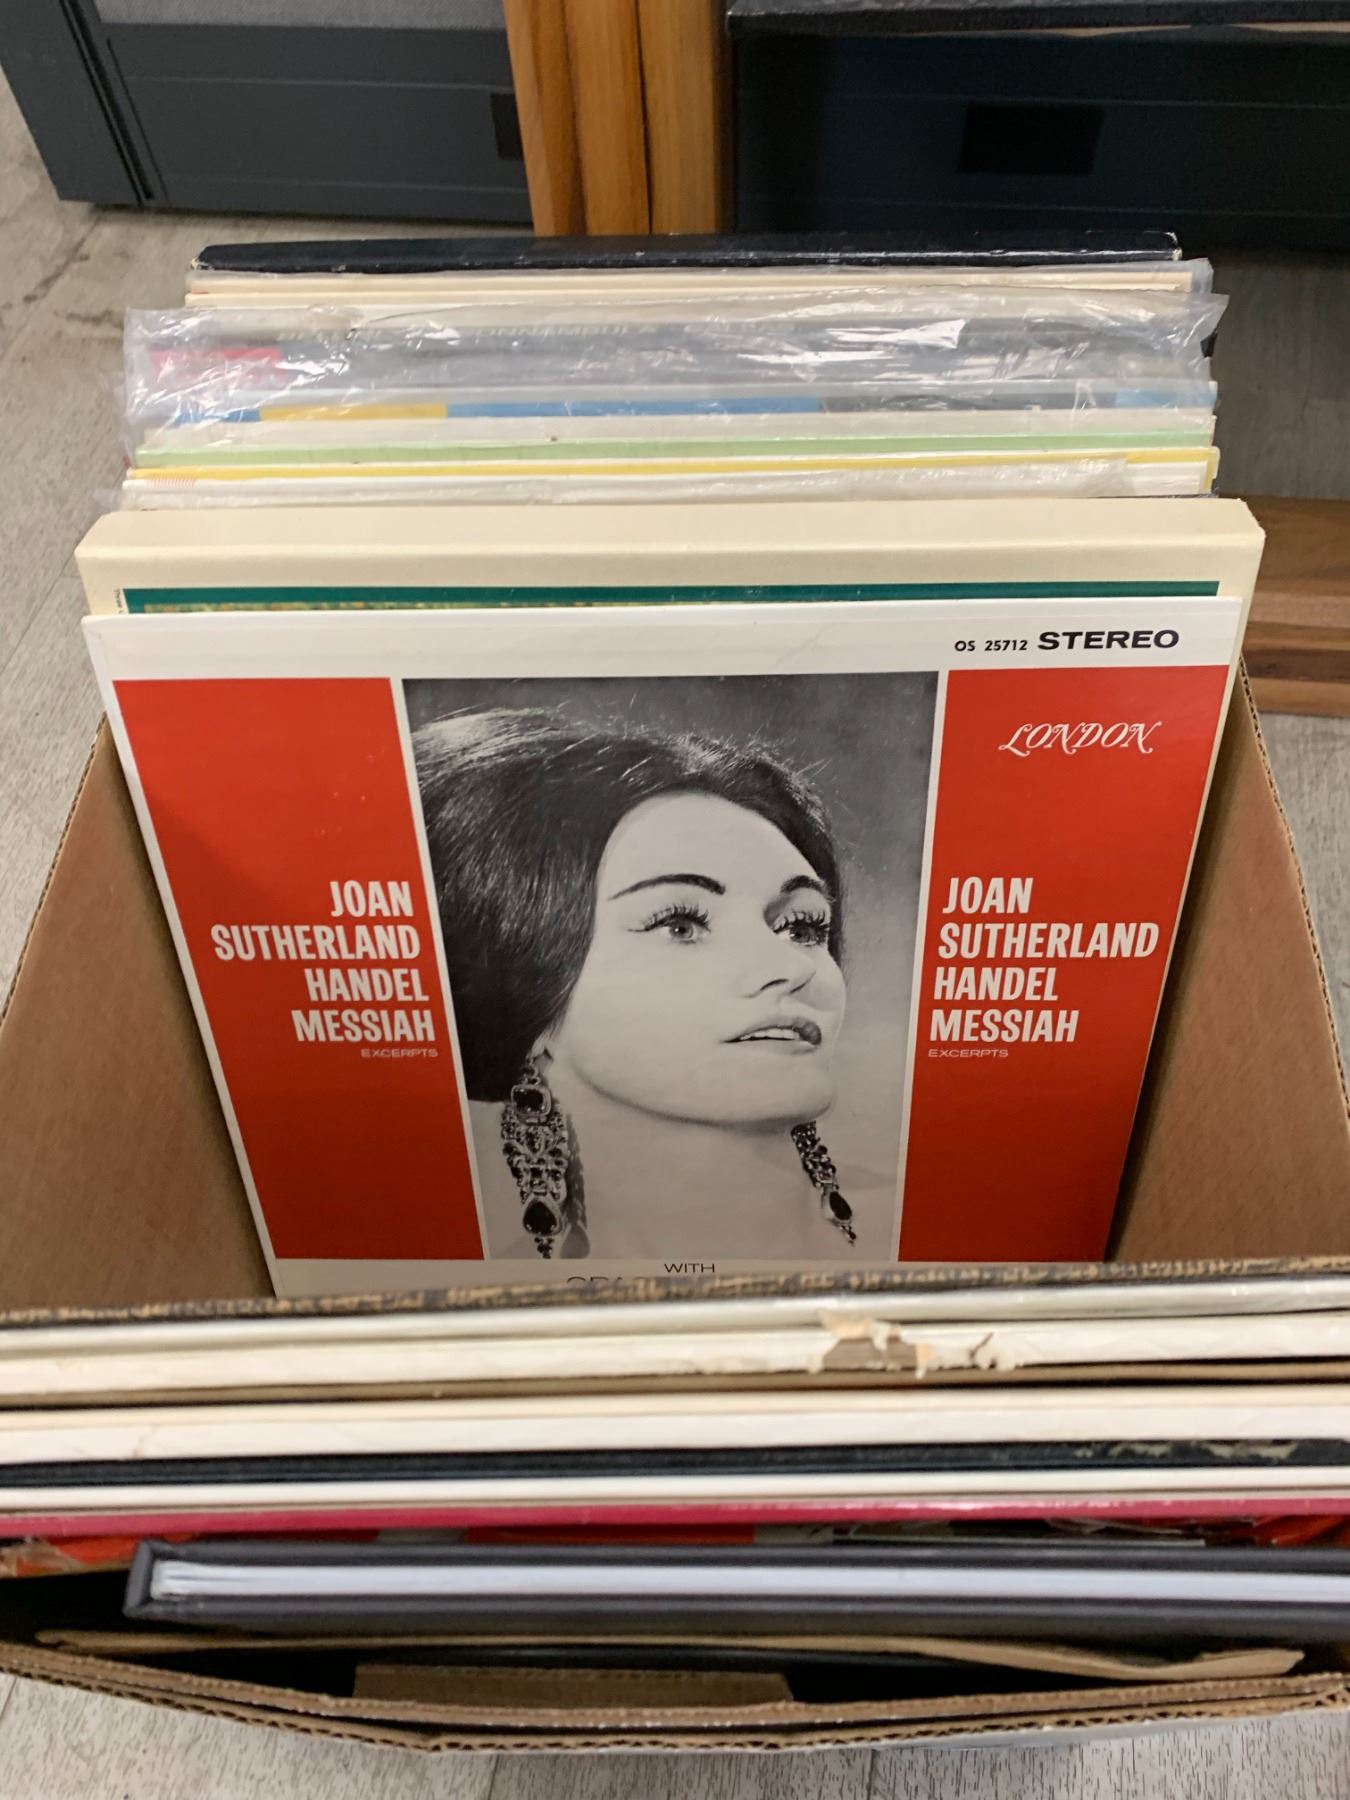 OS 25712 STEREO
LONDON
JOAN
SUTHERLAND
HANDEL
MESSIAH
EXCERPTS
JOAN
SUTHERLAND
HANDEL
MESSIAH
EXCERPTS
WITH